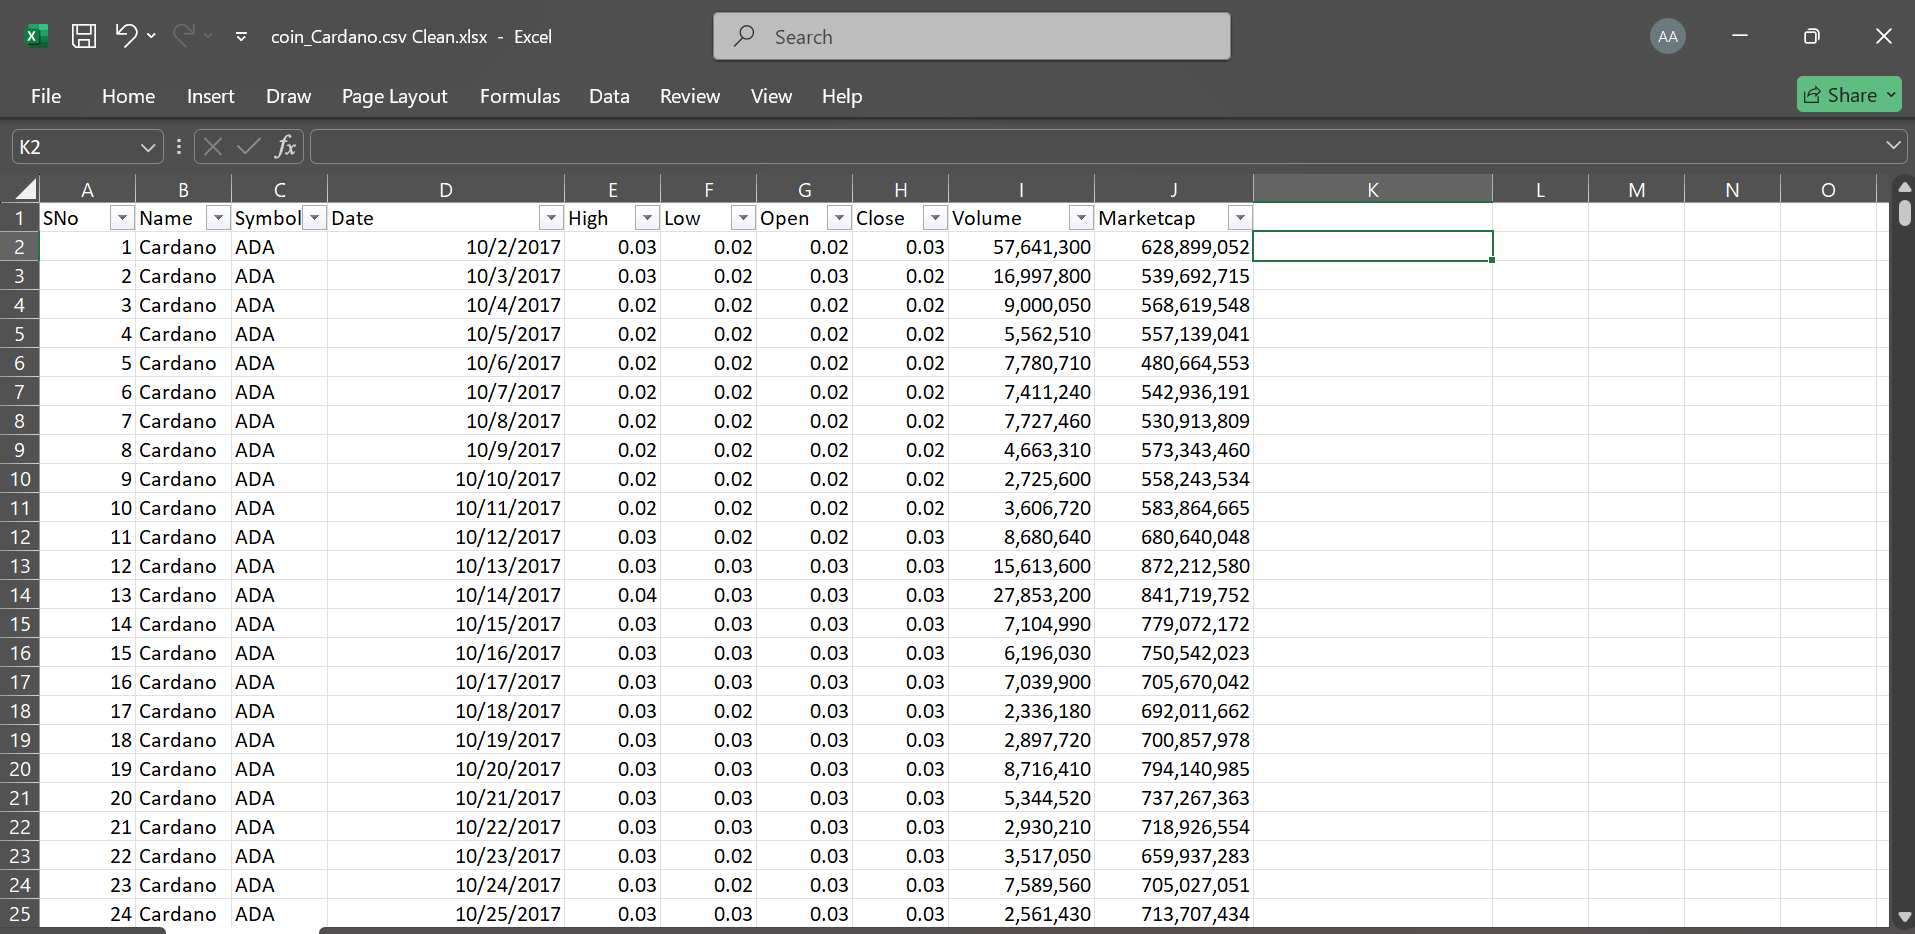 coin_Cardano.csv Clean.xlsx - Excel Search AA
File Home Insert Draw Page Layout Formulas Data Review View Help Share
K2 fx
A B C D E F G H I J K L M N O
1 SNo Name Symbol Date High Low Open Close Volume Marketcap
2 1 Cardano ADA 10/2/2017 0.03 0.02 0.02 0.03 57,641,300 628,899,052
3 2 Cardano ADA 10/3/2017 0.03 0.02 0.03 0.02 16,997,800 539,692,715
4 3 Cardano ADA 10/4/2017 0.02 0.02 0.02 0.02 9,000,050 568,619,548
5 4 Cardano ADA 10/5/2017 0.02 0.02 0.02 0.02 5,562,510 557,139,041
6 5 Cardano ADA 10/6/2017 0.02 0.02 0.02 0.02 7,780,710 480,664,553
7 6 Cardano ADA 10/7/2017 0.02 0.02 0.02 0.02 7,411,240 542,936,191
8 7 Cardano ADA 10/8/2017 0.02 0.02 0.02 0.02 7,727,460 530,913,809
9 8 Cardano ADA 10/9/2017 0.02 0.02 0.02 0.02 4,663,310 573,343,460
10 9 Cardano ADA 10/10/2017 0.02 0.02 0.02 0.02 2,725,600 558,243,534
11 10 Cardano ADA 10/11/2017 0.02 0.02 0.02 0.02 3,606,720 583,864,665
12 11 Cardano ADA 10/12/2017 0.03 0.02 0.02 0.03 8,680,640 680,640,048
13 12 Cardano ADA 10/13/2017 0.03 0.03 0.03 0.03 15,613,600 872,212,580
14 13 Cardano ADA 10/14/2017 0.04 0.03 0.03 0.03 27,853,200 841,719,752
15 14 Cardano ADA 10/15/2017 0.03 0.03 0.03 0.03 7,104,990 779,072,172
16 15 Cardano ADA 10/16/2017 0.03 0.03 0.03 0.03 6,196,030 750,542,023
17 16 Cardano ADA 10/17/2017 0.03 0.03 0.03 0.03 7,039,900 705,670,042
18 17 Cardano ADA 10/18/2017 0.03 0.02 0.03 0.03 2,336,180 692,011,662
19 18 Cardano ADA 10/19/2017 0.03 0.03 0.03 0.03 2,897,720 700,857,978
20 19 Cardano ADA 10/20/2017 0.03 0.03 0.03 0.03 8,716,410 794,140,985
21 20 Cardano ADA 10/21/2017 0.03 0.03 0.03 0.03 5,344,520 737,267,363
22 21 Cardano ADA 10/22/2017 0.03 0.03 0.03 0.03 2,930,210 718,926,554
23 22 Cardano ADA 10/23/2017 0.03 0.02 0.03 0.03 3,517,050 659,937,283
24 23 Cardano ADA 10/24/2017 0.03 0.02 0.03 0.03 7,589,560 705,027,051
25 24 Cardano ADA 10/25/2017 0.03 0.03 0.03 0.03 2,561,430 713,707,434